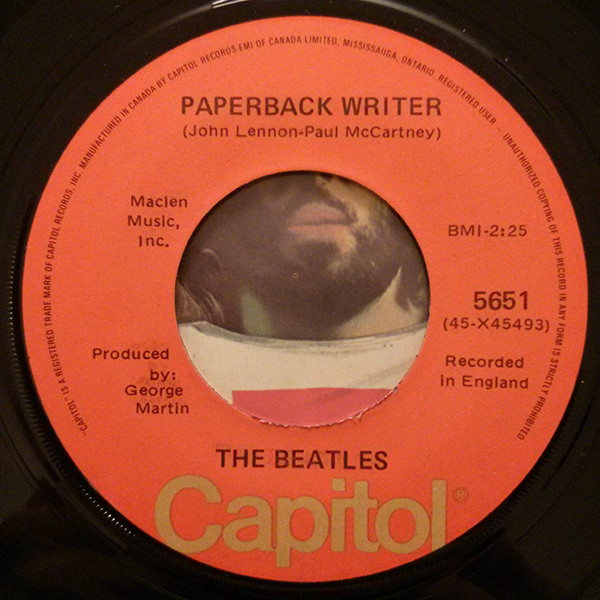 "CAPITOL" IS A REGISTERED TRADE MARK OF CAPITOL RECORDS, INC. MANUFACTURED IN CANADA BY CAPITOL RECORDS-EMI OF CANADA LIMITED, MISSISSAUGA, ONTARIO, REGISTERED USER – UNAUTHORIZED COPYING OF THIS RECORD IN ANY FORM IS STRICTLY PROHIBITED.
PAPERBACK WRITER
(John Lennon-Paul McCartney)
Maclen
Music,
Inc.
BMI-2:25
5651
(45-X45493)
Produced
by:
George
Martin
Recorded
in England
THE BEATLES
Capitol®